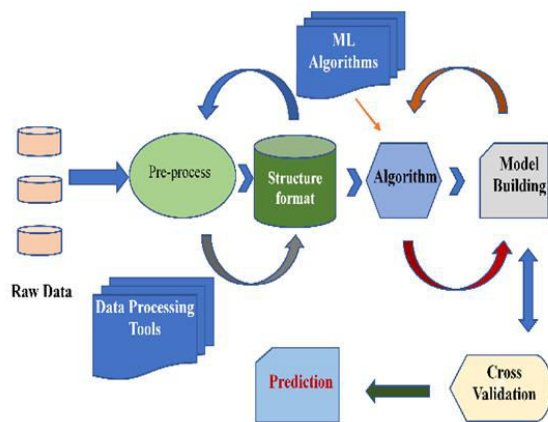 ML
Algorithms
Pre-process
Structure
format
Algorithm
Model
Building
Raw Data
Data Processing
Tools
Prediction
Cross
Validation